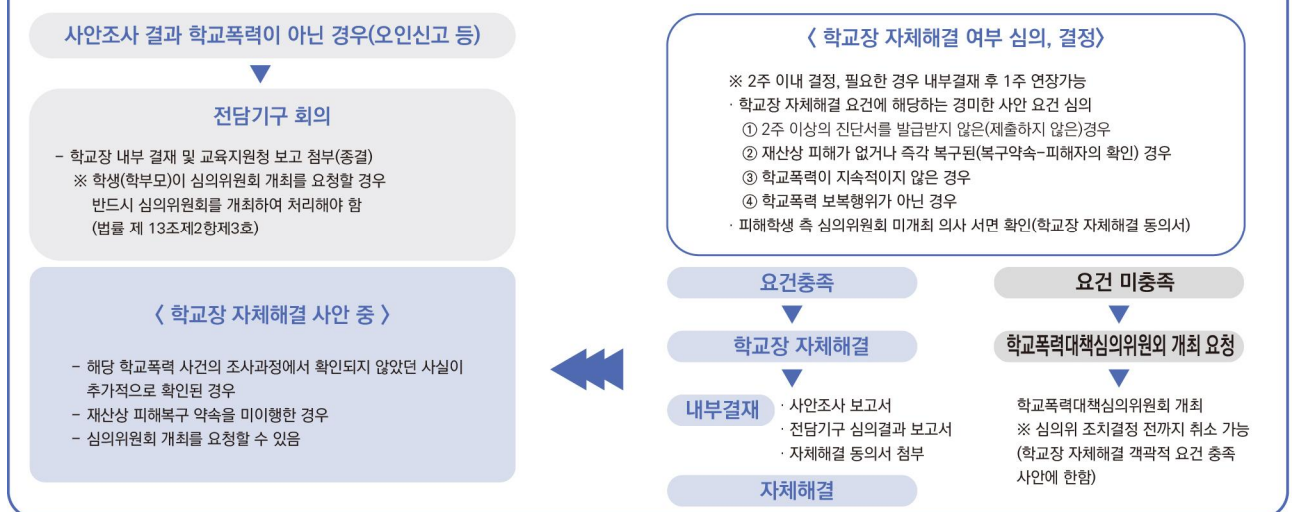 사안조사 결과 학교폭력이 아닌 경우(오인신고 등)
전담기구 회의
- 학교장 내부 결재 및 교육지원청 보고 첨부(종결)
※ 학생(학부모)이 심의위원회 개최를 요청할 경우
반드시 심의위원회를 개최하여 처리해야 함
(법률 제 13조제2항제3호)
〈 학교장 자체해결 사안 중 〉
- 해당 학교폭력 사건의 조사과정에서 확인되지 않았던 사실이
추가적으로 확인된 경우
- 재산상 피해복구 약속을 미이행한 경우
- 심의위원회 개최를 요청할 수 있음
〈 학교장 자체해결 여부 심의, 결정〉
※ 2주 이내 결정, 필요한 경우 내부결재 후 1주 연장가능
· 학교장 자체해결 요건에 해당하는 경미한 사안 요건 심의
① 2주 이상의 진단서를 발급받지 않은(제출하지 않은)경우
② 재산상 피해가 없거나 즉각 복구된(복구약속-피해자의 확인) 경우
③ 학교폭력이 지속적이지 않은 경우
④ 학교폭력 보복행위가 아닌 경우
· 피해학생 측 심의위원회 미개최 의사 서면 확인(학교장 자체해결 동의서)
요건충족
학교장 자체해결
내부결재
· 사안조사 보고서
· 전담기구 심의결과 보고서
· 자체해결 동의서 첨부
자체해결
요건 미충족
학교폭력대책심의위원외 개최 요청
학교폭력대책심의위원회 개최
※ 심의위 조치결정 전까지 취소 가능
(학교장 자체해결 객곽적 요건 충족
사안에 한함)